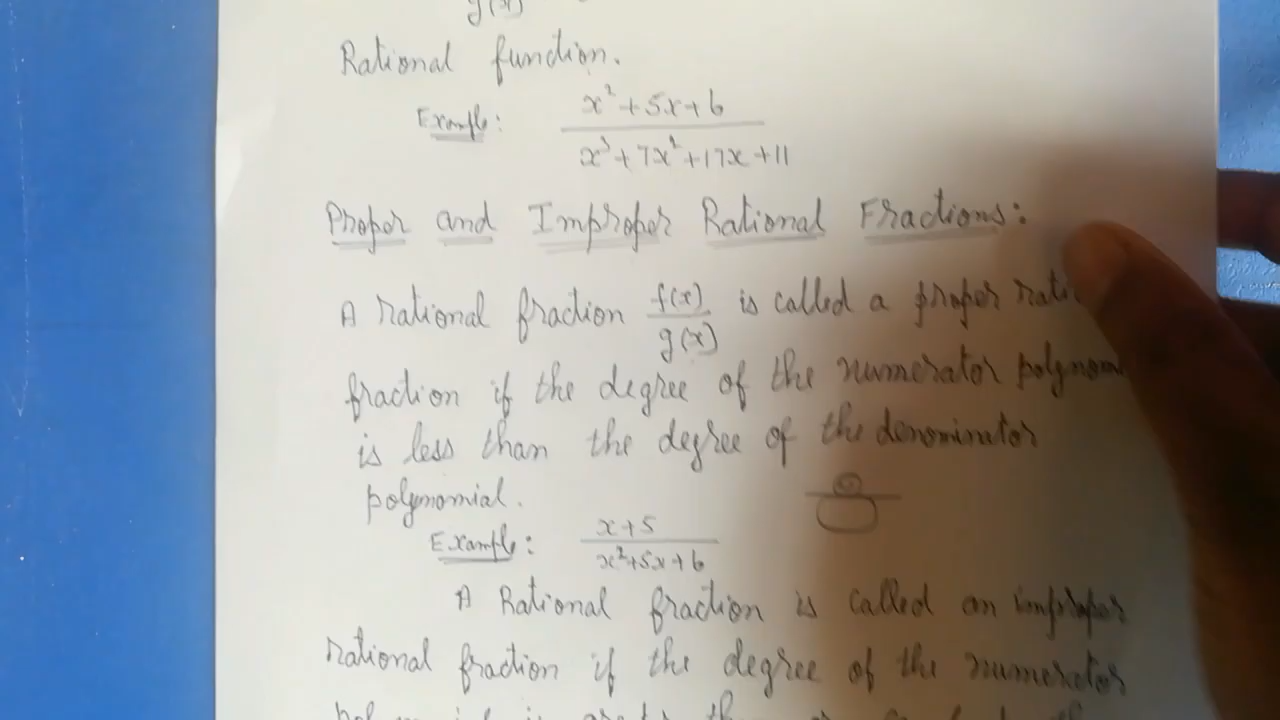 g(x)
Rational function.
Example: x²+5x+6
x³+7x²+17x+11
Proper and Improper Rational Fractions:
A rational fraction f(x)/g(x) is called a proper rati
fraction if the degree of the numerator polynom
is less than the degree of the denominator
polynomial.
Example: x+5
x²+5x+6
A Rational fraction is called an improper
rational fraction if the degree of the numerator